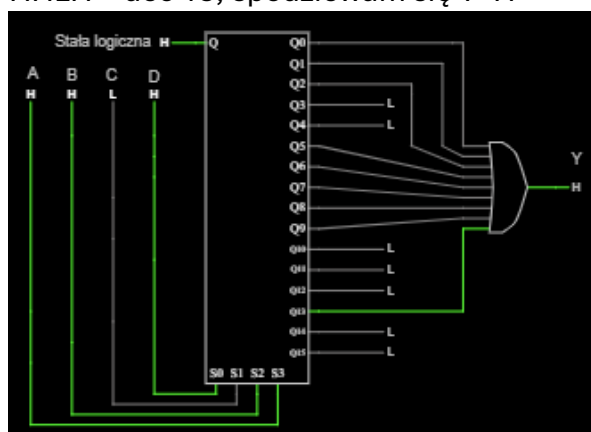 Stała logiczna H
Q
Q0
Q1
A
B
C
D
H
H
L
H
Q2
Q3
L
Q4
L
Q5
Q6
Y
Q7
H
Q8
Q9
Q10
L
Q11
L
Q12
L
Q13
Q14
L
Q15
L
S0 S1 S2 S3